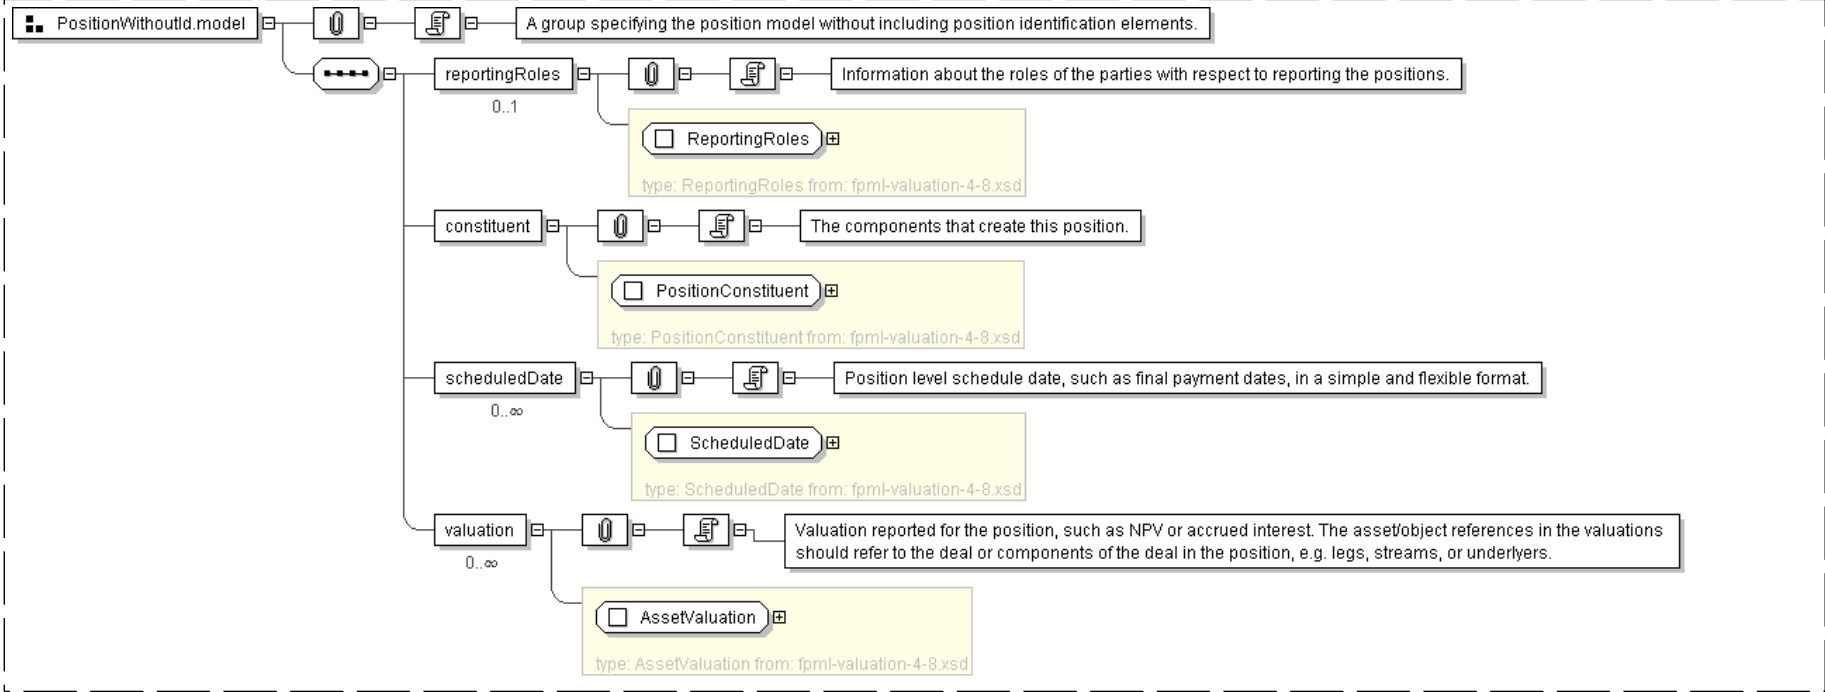 PositionWithoutId.model
A group specifying the position model without including position identification elements.
reportingRoles
Information about the roles of the parties with respect to reporting the positions.
0..1
ReportingRoles
type: ReportingRoles from: fpml-valuation-4-8.xsd
constituent
The components that create this position.
PositionConstituent
type: PositionConstituent from: fpml-valuation-4-8.xsd
scheduledDate
Position level schedule date, such as final payment dates, in a simple and flexible format.
0..∞
ScheduledDate
type: ScheduledDate from: fpml-valuation-4-8.xsd
valuation
Valuation reported for the position, such as NPV or accrued interest. The asset/object references in the valuations
should refer to the deal or components of the deal in the position, e.g. legs, streams, or underlyers.
0..∞
AssetValuation
type: AssetValuation from: fpml-valuation-4-8.xsd